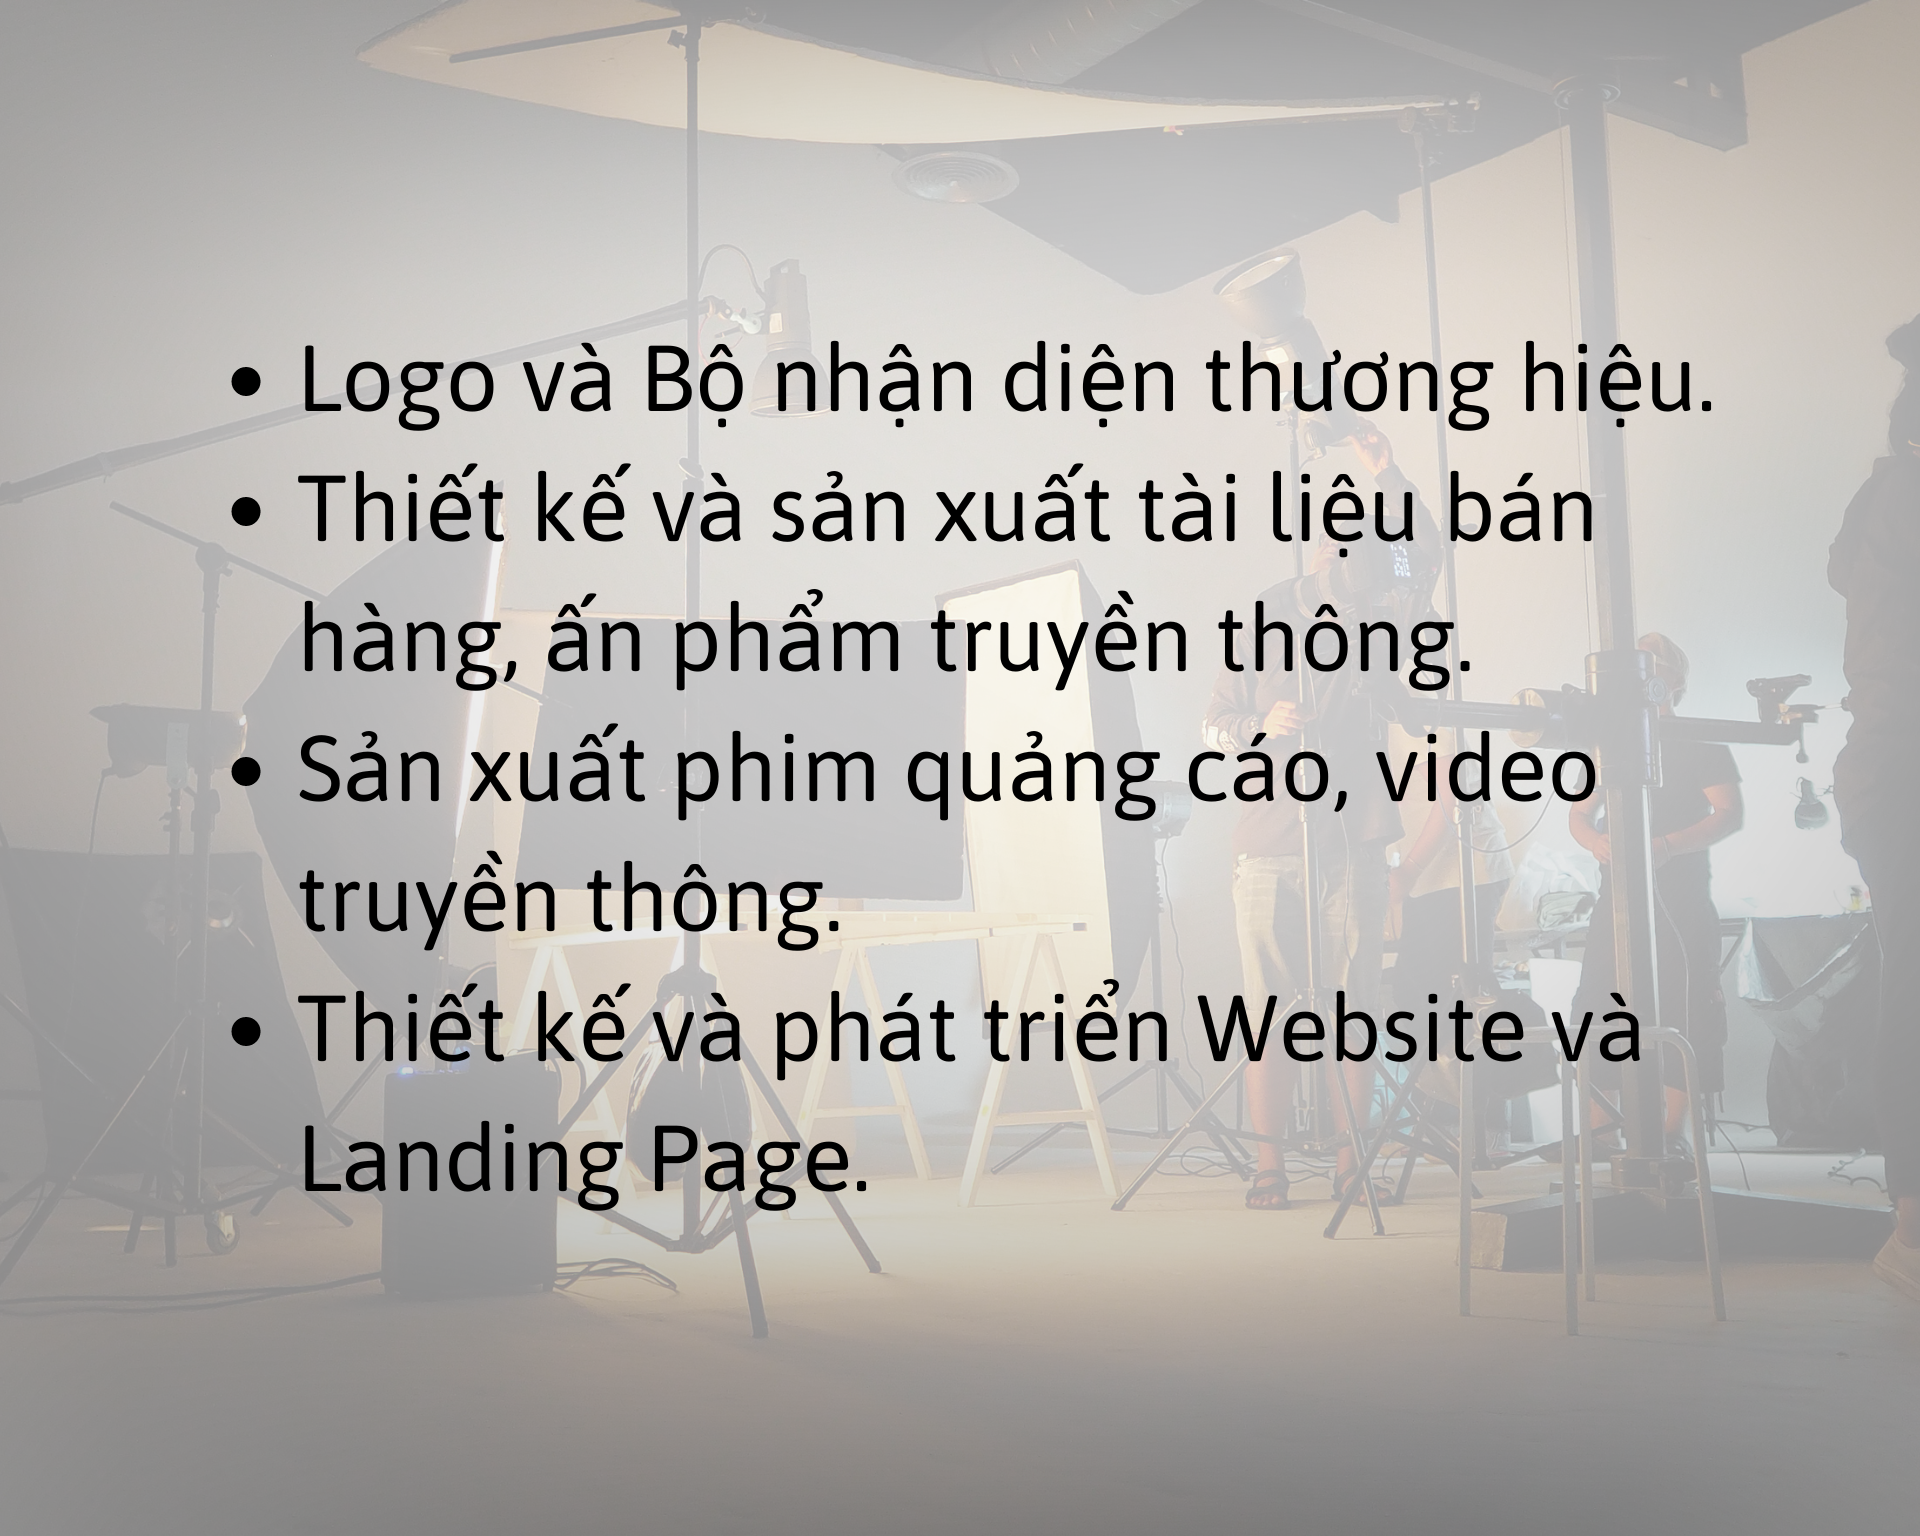 • Logo và Bộ nhận diện thương hiệu.
• Thiết kế và sản xuất tài liệu bán
hàng, ấn phẩm truyền thông.
• Sản xuất phim quảng cáo, video
truyền thông.
• Thiết kế và phát triển Website và
Landing Page.